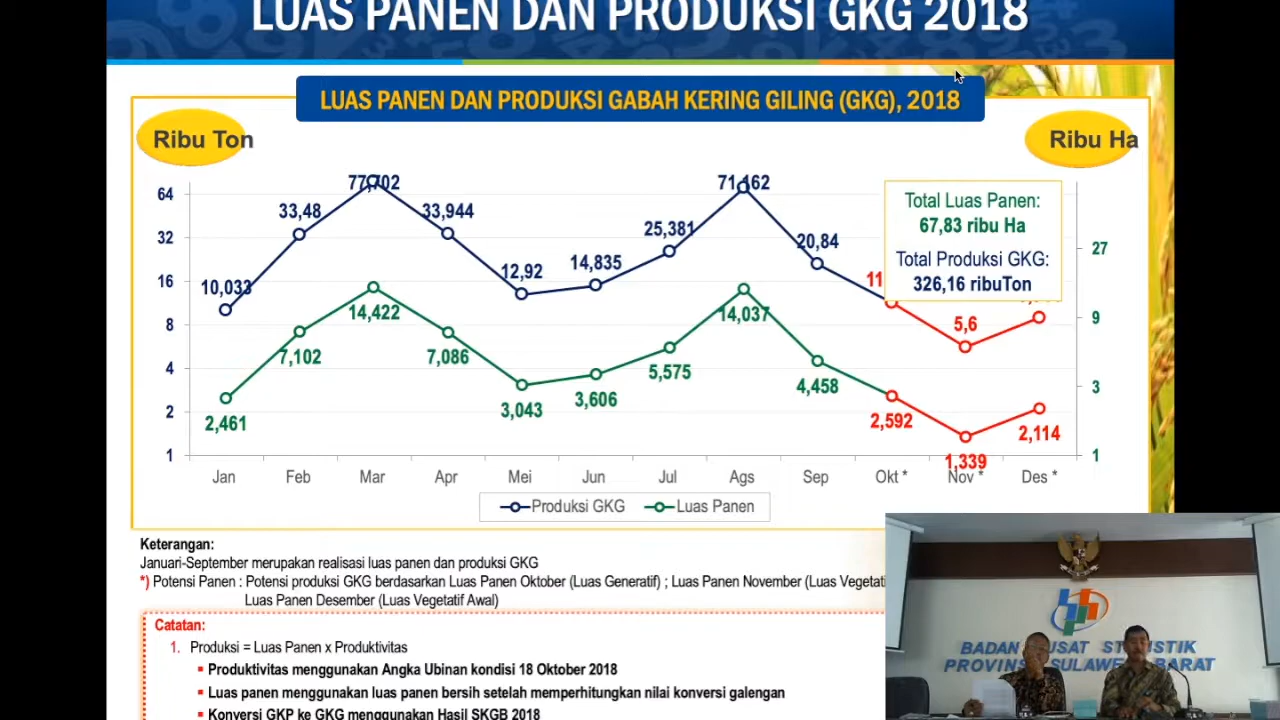 LUAS PANEN DAN PRODUKSI GKG 2018
LUAS PANEN DAN PRODUKSI GABAH KERING GILING (GKG), 2018
Ribu Ton
Ribu Ha
64
32
16
8
4
2
1
27
9
3
1
10,033
33,48
77,702
33,944
12,92
14,835
25,381
71,162
20,84
11
5,6
2,461
7,102
14,422
7,086
3,043
3,606
5,575
14,037
4,458
2,592
1,339
2,114
Total Luas Panen:
67,83 ribu Ha
Total Produksi GKG:
326,16 ribuTon
Jan Feb Mar Apr Mei Jun Jul Ags Sep Okt * Nov * Des *
Produksi GKG Luas Panen
Keterangan:
Januari-September merupakan realisasi luas panen dan produksi GKG
*) Potensi Panen : Potensi produksi GKG berdasarkan Luas Panen Oktober (Luas Generatif) ; Luas Panen November (Luas Vegetati
Luas Panen Desember (Luas Vegetatif Awal)
Catatan:
1. Produksi = Luas Panen x Produktivitas
▪ Produktivitas menggunakan Angka Ubinan kondisi 18 Oktober 2018
▪ Luas panen menggunakan luas panen bersih setelah memperhitungkan nilai konversi galengan
▪ Konversi GKP ke GKG menggunakan Hasil SKGB 2018
BADAN PUSAT STATISTIK
PROVINSI SULAWESI BARAT